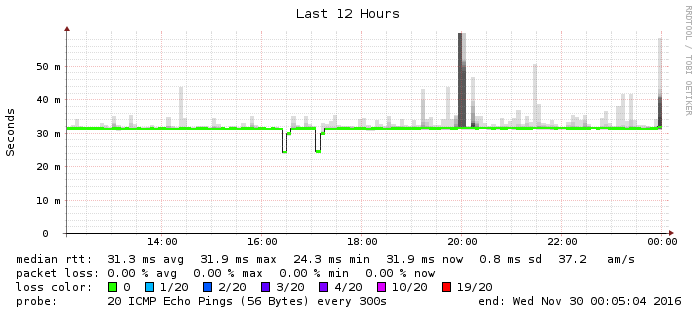 Last 12 Hours
RRDTOOL / TOBI OETIKER
Seconds
50 m
40 m
30 m
20 m
10 m
0
14:00 16:00 18:00 20:00 22:00 00:00
median rtt: 31.3 ms avg 31.9 ms max 24.3 ms min 31.9 ms now 0.8 ms sd 37.2 am/s
packet loss: 0.00 % avg 0.00 % max 0.00 % min 0.00 % now
loss color: 0 1/20 2/20 3/20 4/20 10/20 19/20
probe: 20 ICMP Echo Pings (56 Bytes) every 300s end: Wed Nov 30 00:05:04 2016